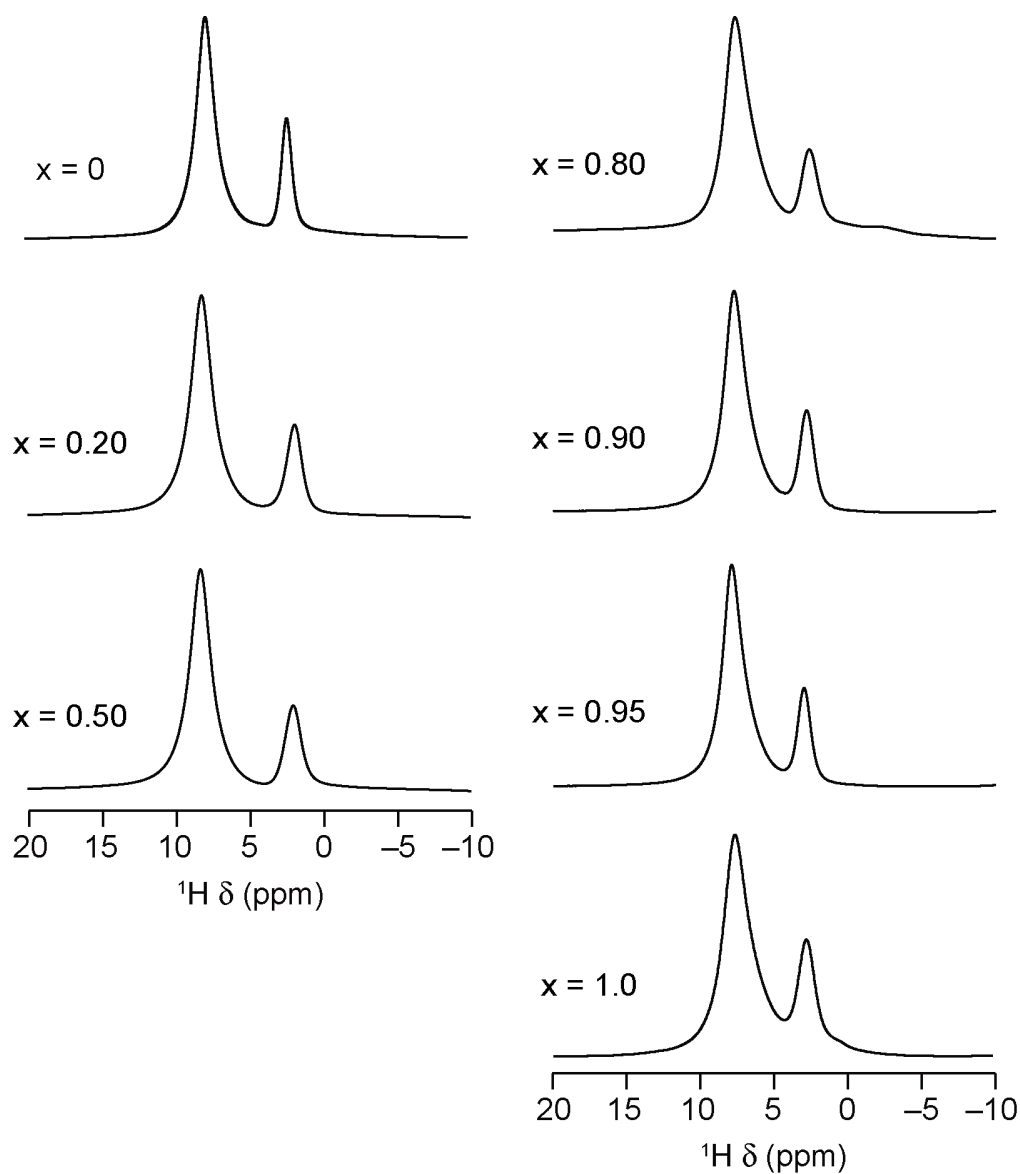 x = 0
x = 0.20
x = 0.50
20 15 10 5 0 –5 –10
¹H δ (ppm)
x = 0.80
x = 0.90
x = 0.95
x = 1.0
20 15 10 5 0 –5 –10
¹H δ (ppm)